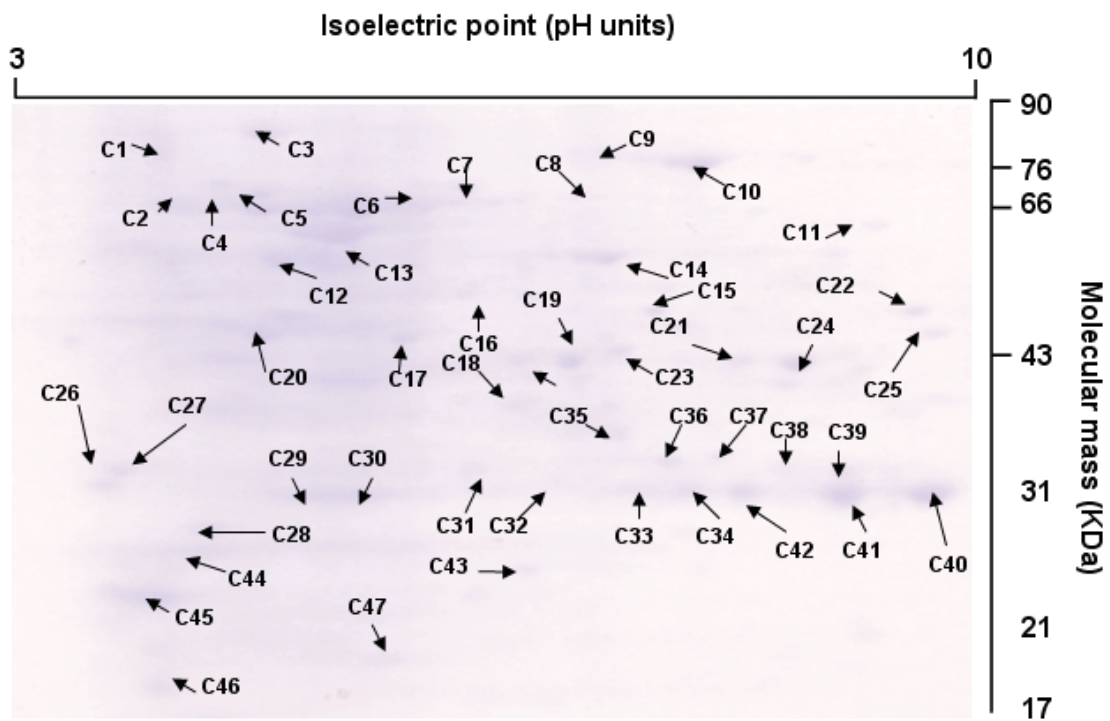 Isoelectric point (pH units)
3 10
90
C1 C3 C9
C7 C8 76
C10
C2 C5 C6 66
C4 C11
C13 C14
C12 C15 C22
C19
C21 C24
C16 43
C18
C20 C17 C23 C25
C26 C27
C35 C36 C37 C38 C39
C29 C30
31
C31 C32 C33 C34 C42 C41 C40
C28
C43
C44
C45 C47
21
C46
17
Molecular mass (KDa)